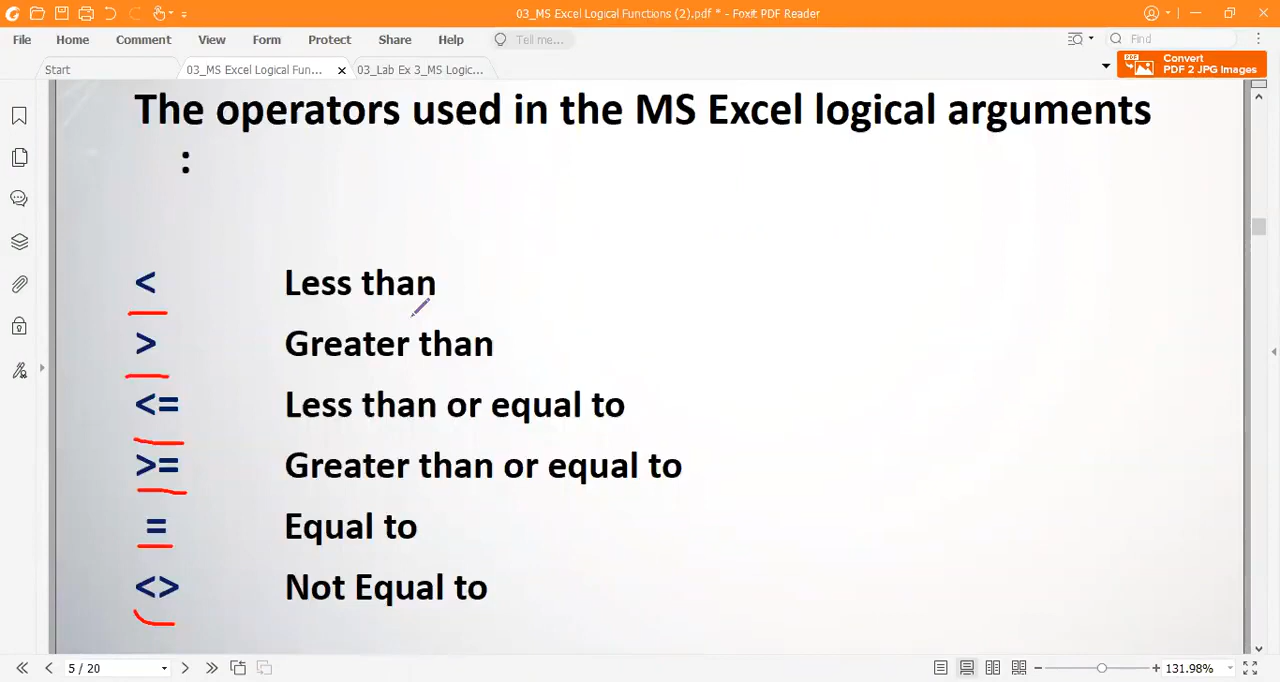 03_MS Excel Logical Functions (2).pdf * - Foxit PDF Reader
File Home Comment View Form Protect Share Help Tell me... Find
Start 03_MS Excel Logical Fun... 03_Lab Ex 3_MS Logic... Convert
PDF 2 JPG Images
The operators used in the MS Excel logical arguments
:
< Less than
> Greater than
<= Less than or equal to
>= Greater than or equal to
= Equal to
<> Not Equal to
5 / 20 131.98%